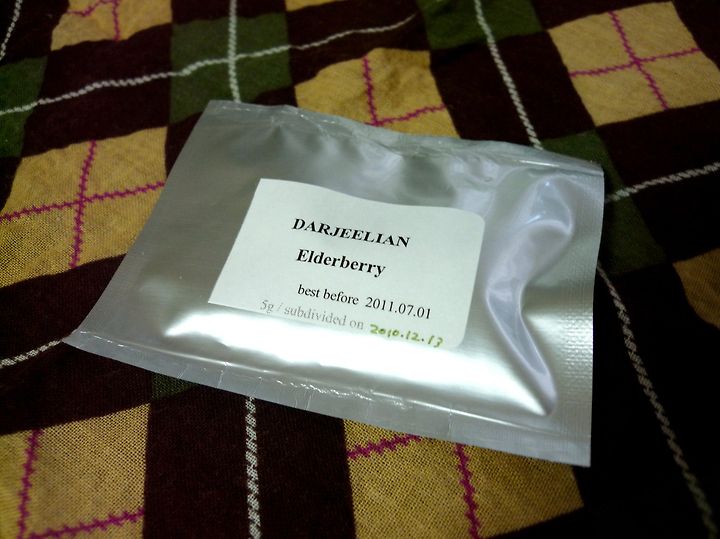 DARJEELIAN
Elderberry
best before 2011.07.01
5g / subdivided on 2010.12.13